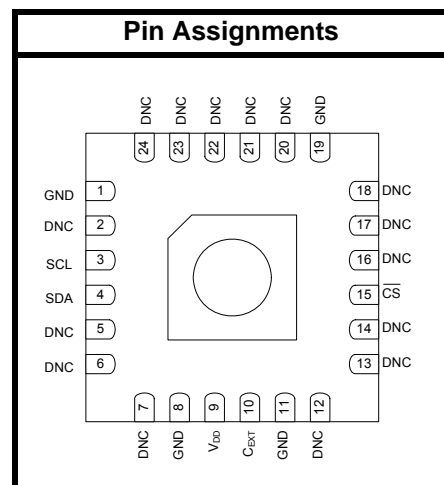 Pin Assignments
DNC DNC DNC DNC DNC GND
24 23 22 21 20 19
GND 1 18 DNC
DNC 2 17 DNC
SCL 3 16 DNC
SDA 4 15 C̅S̅
DNC 5 14 DNC
DNC 6 13 DNC
7 8 9 10 11 12
DNC GND VDD CEXT GND DNC